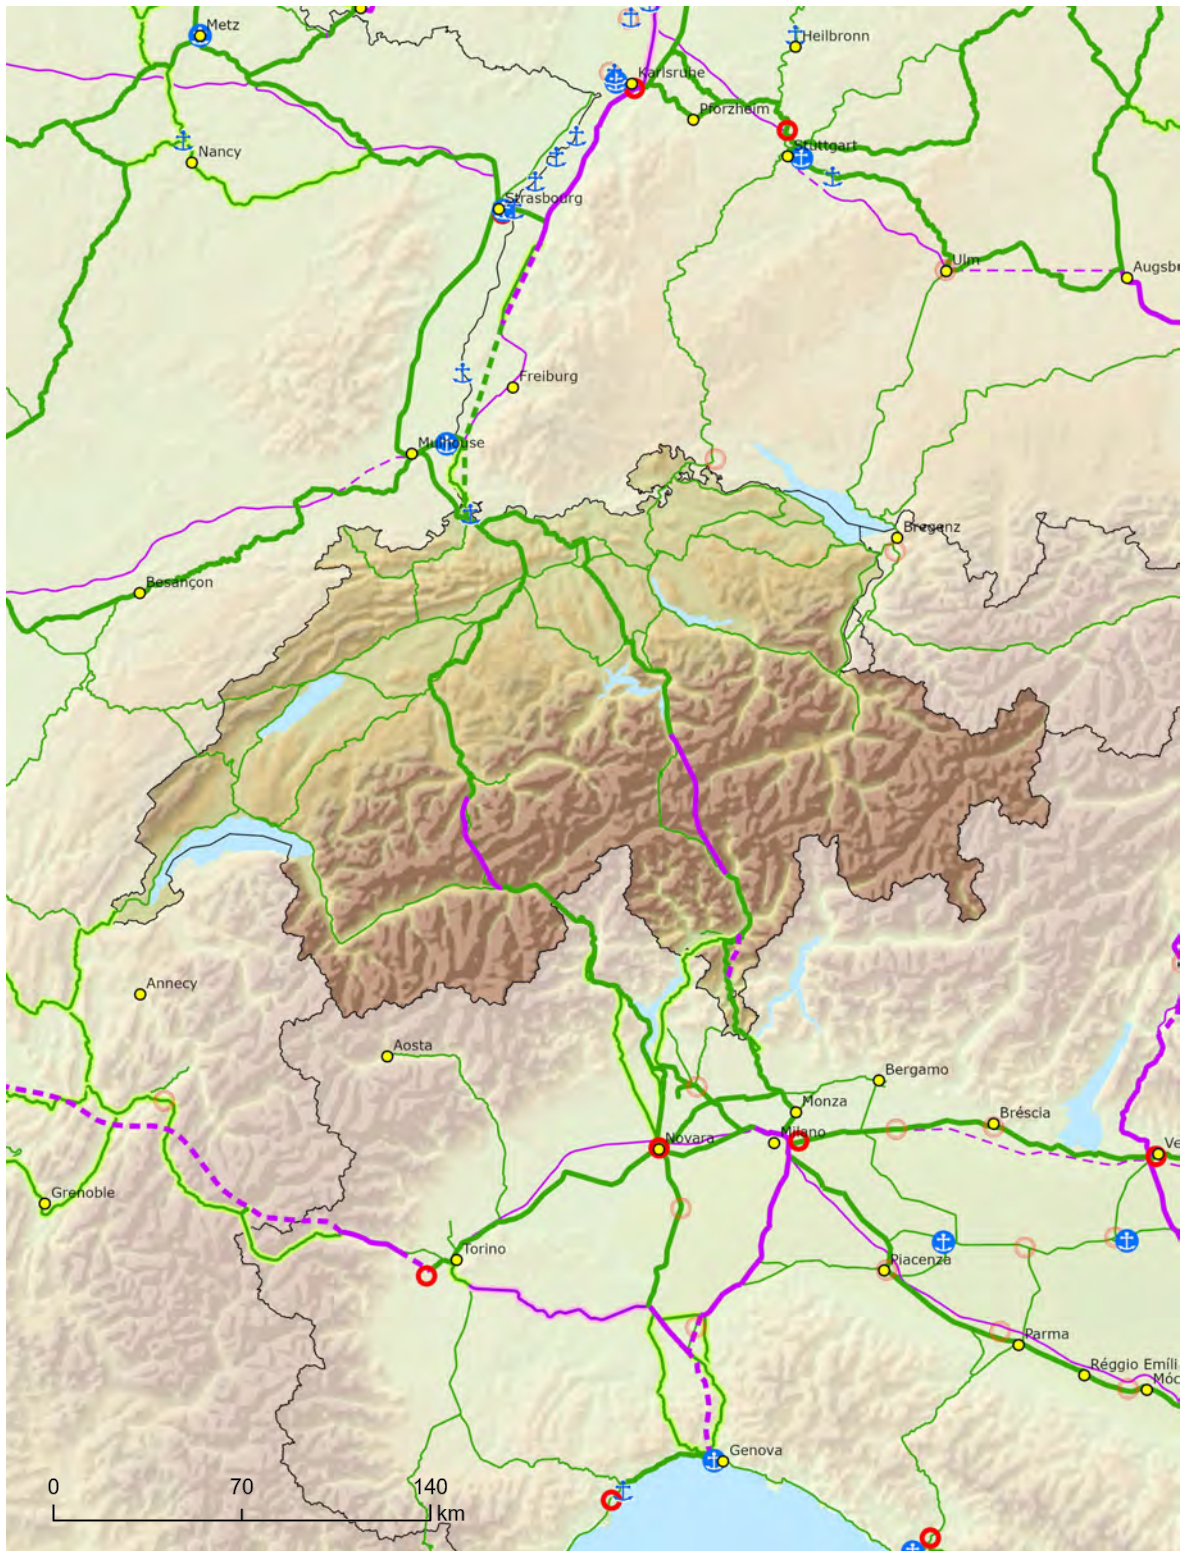 Metz
Heilbronn
Karlsruhe
Pforzheim
Nancy
Stuttgart
Strasbourg
Ulm
Augsb
Freiburg
Mulhouse
Bregenz
Besançon
Annecy
Aosta
Bergamo
Monza
Bréscia
Novara
Milano
Ve
Grenoble
Torino
Piacenza
Parma
Réggio Emíli
Móc
Genova
0 70 140
km